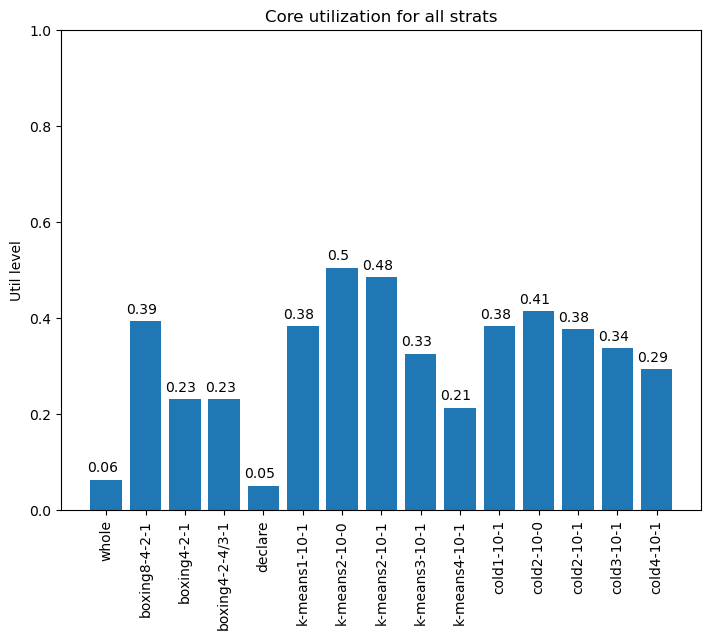 Core utilization for all strats
Util level
1.0
0.8
0.6
0.4
0.2
0.0
0.06
0.39
0.23
0.23
0.05
0.38
0.5
0.48
0.33
0.21
0.38
0.41
0.38
0.34
0.29
whole
boxing8-4-2-1
boxing4-2-1
boxing4-2-4/3-1
declare
k-means1-10-1
k-means2-10-0
k-means2-10-1
k-means3-10-1
k-means4-10-1
cold1-10-1
cold2-10-0
cold2-10-1
cold3-10-1
cold4-10-1